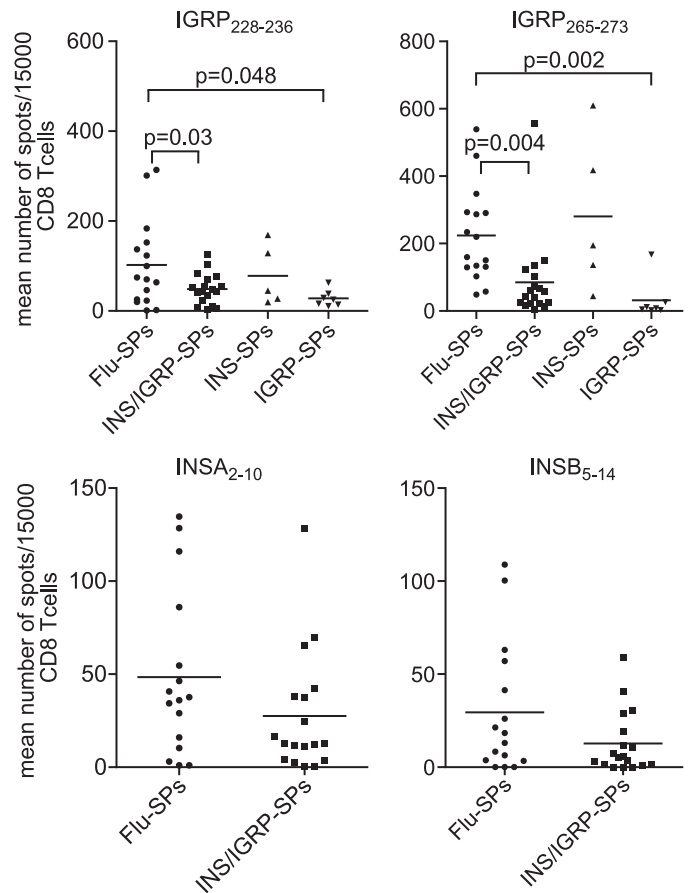 IGRP228-236
mean number of spots/15000
CD8 Tcells
600
400
200
0
p=0.048
p=0.03
Flu-SPs
INS/IGRP-SPs
INS-SPs
IGRP-SPs
IGRP265-273
800
600
400
200
0
p=0.002
p=0.004
Flu-SPs
INS/IGRP-SPs
INS-SPs
IGRP-SPs
INSA2-10
mean number of spots/15000
CD8 Tcells
150
100
50
0
Flu-SPs
INS/IGRP-SPs
INSB5-14
150
100
50
0
Flu-SPs
INS/IGRP-SPs